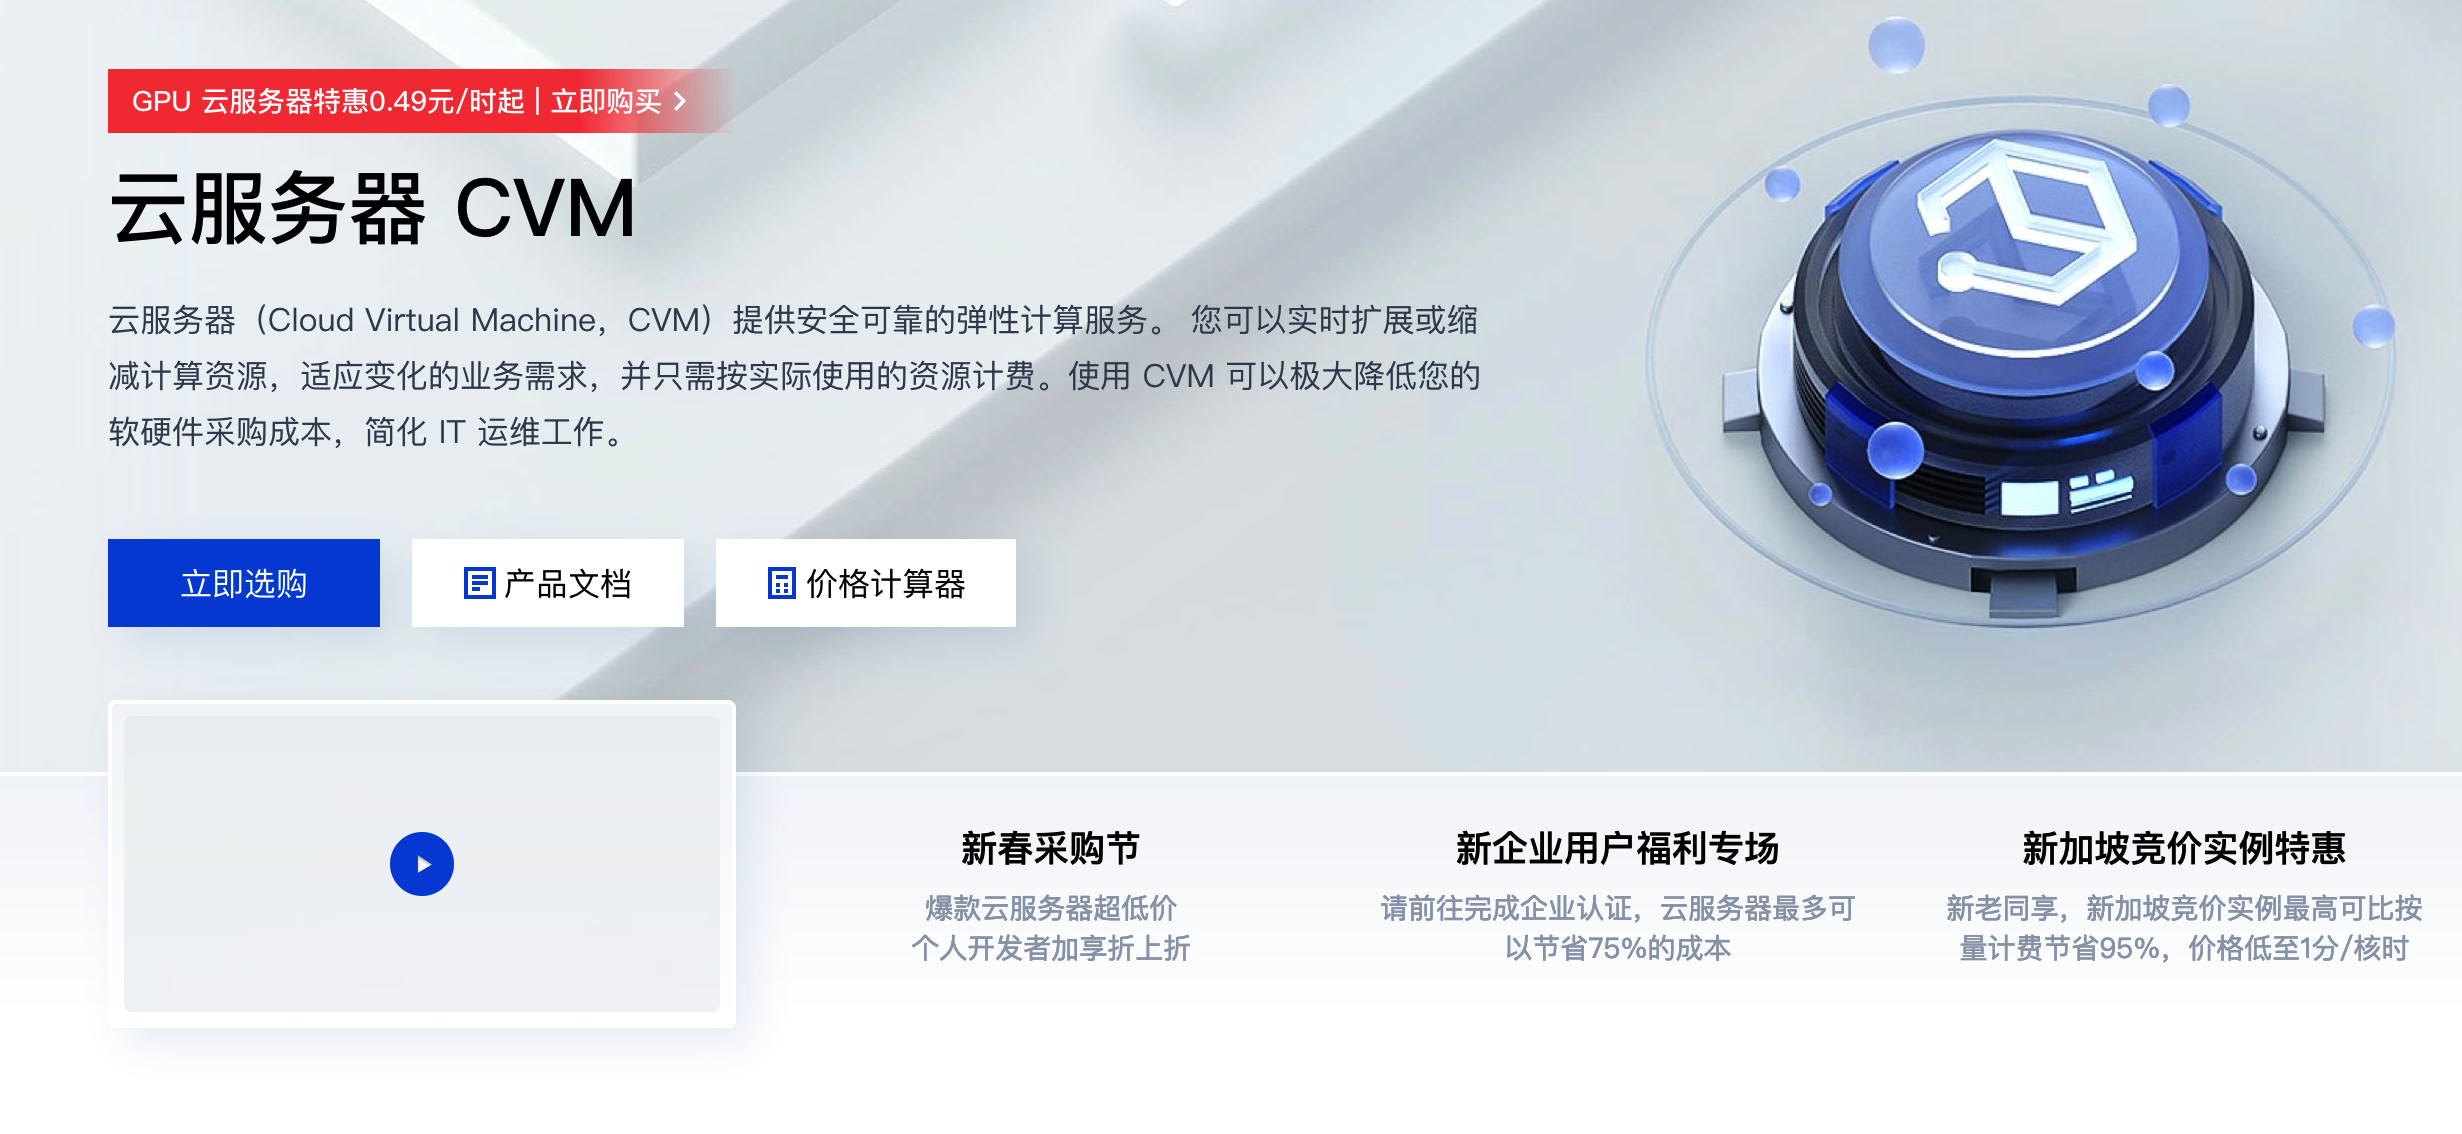 GPU 云服务器特惠0.49元/时起 | 立即购买 >
云服务器 CVM
云服务器（Cloud Virtual Machine，CVM）提供安全可靠的弹性计算服务。 您可以实时扩展或缩
减计算资源，适应变化的业务需求，并只需按实际使用的资源计费。使用 CVM 可以极大降低您的
软硬件采购成本，简化 IT 运维工作。
立即选购
产品文档
价格计算器
新春采购节
爆款云服务器超低价
个人开发者加享折上折
新企业用户福利专场
请前往完成企业认证，云服务器最多可
以节省75%的成本
新加坡竞价实例特惠
新老同享，新加坡竞价实例最高可比按
量计费节省95%，价格低至1分/核时